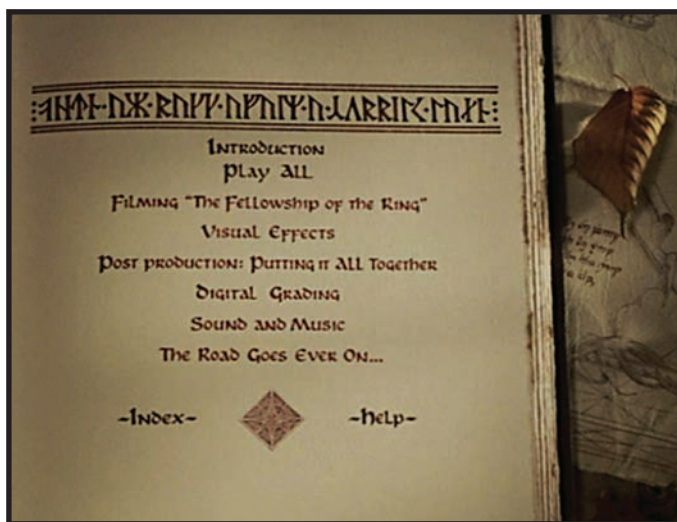 Introduction
Play All
Filming "The Fellowship of the Ring"
Visual Effects
Post production: Putting it All Together
Digital Grading
Sound and Music
The Road Goes Ever On...
-Index- -Help-